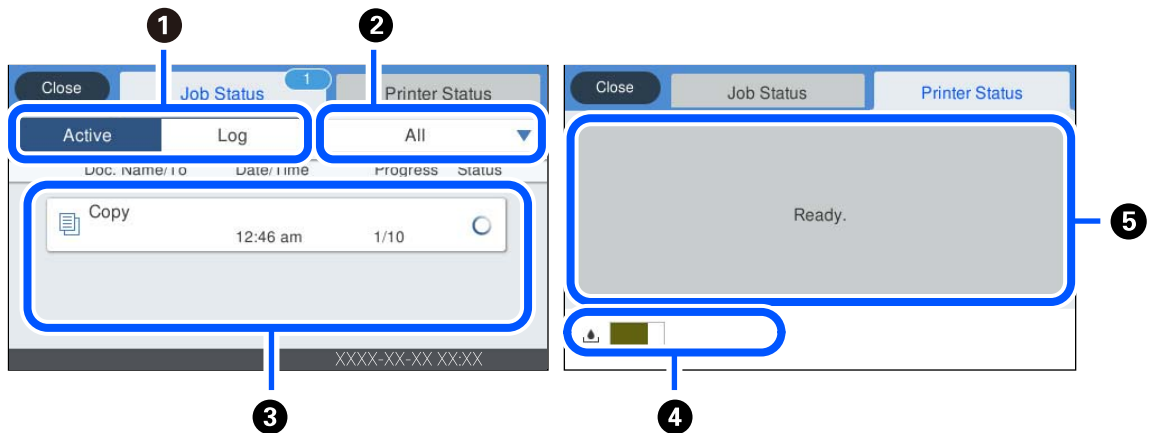 1
2
Close
Job Status
1
Printer Status
Active
Log
All
Doc. Name/To
Date/Time
Progress
Status
Copy
12:46 am
1/10
XXXX-XX-XX XX:XX
3
Close
Job Status
Printer Status
Ready.
5
4